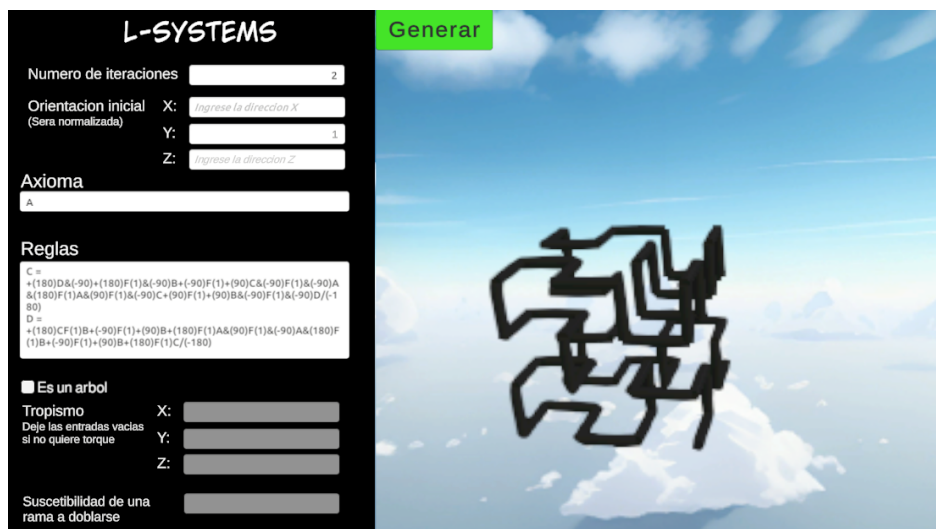 L-SYSTEMS
Generar
Numero de iteraciones
2
Orientacion inicial
(Sera normalizada)
X:
Ingrese la direccion X
Y:
1
Z:
Ingrese la direccion Z
Axioma
A
Reglas
C =
+(180)D&(-90)+(180)F(1)&(-90)B+(-90)F(1)+(90)C&(-90)F(1)&(-90)A
&(180)F(1)A&(90)F(1)&(-90)C+(90)F(1)+(90)B&(-90)F(1)&(-90)D/(-1
80)
D =
+(180)CF(1)B+(-90)F(1)+(90)B+(180)F(1)A&(90)F(1)&(-90)A&(180)F
(1)B+(-90)F(1)+(90)B+(180)F(1)C/(-180)
Es un arbol
Tropismo
Deje las entradas vacias
si no quiere torque
X:
Y:
Z:
Suscetibilidad de una
rama a doblarse